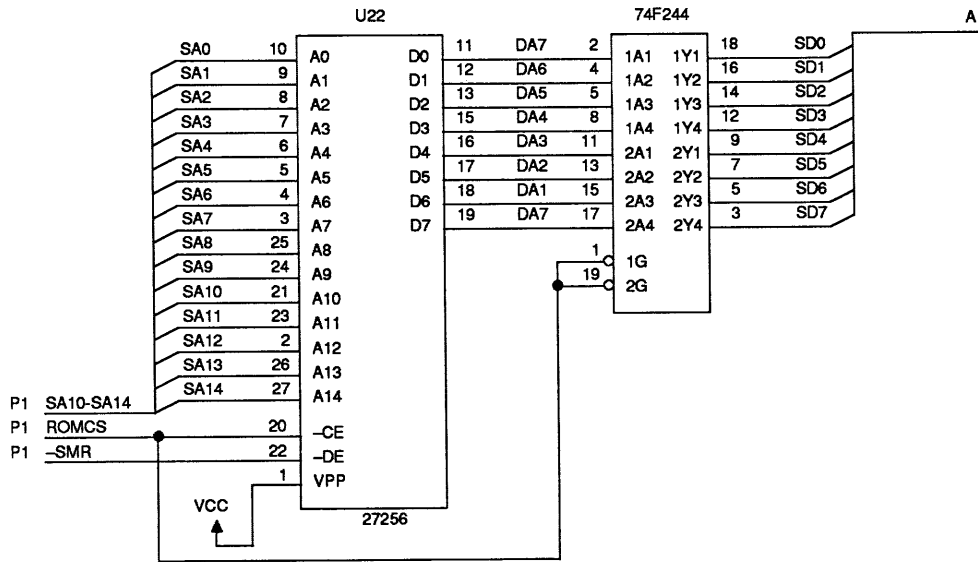 U22 74F244 A
SA0 10 A0 D0 11 DA7 2 1A1 1Y1 18 SD0
SA1 9 A1 D1 12 DA6 4 1A2 1Y2 16 SD1
SA2 8 A2 D2 13 DA5 5 1A3 1Y3 14 SD2
SA3 7 A3 D3 15 DA4 8 1A4 1Y4 12 SD3
SA4 6 A4 D4 16 DA3 11 2A1 2Y1 9 SD4
SA5 5 A5 D5 17 DA2 13 2A2 2Y2 7 SD5
SA6 4 A6 D6 18 DA1 15 2A3 2Y3 5 SD6
SA7 3 A7 D7 19 DA7 17 2A4 2Y4 3 SD7
SA8 25 A8 1 1G
SA9 24 A9 19 2G
SA10 21 A10
SA11 23 A11
SA12 2 A12
SA13 26 A13
SA14 27 A14
P1 SA10-SA14
P1 ROMCS 20 –CE
P1 –SMR 22 –DE
1 VPP
VCC
27256